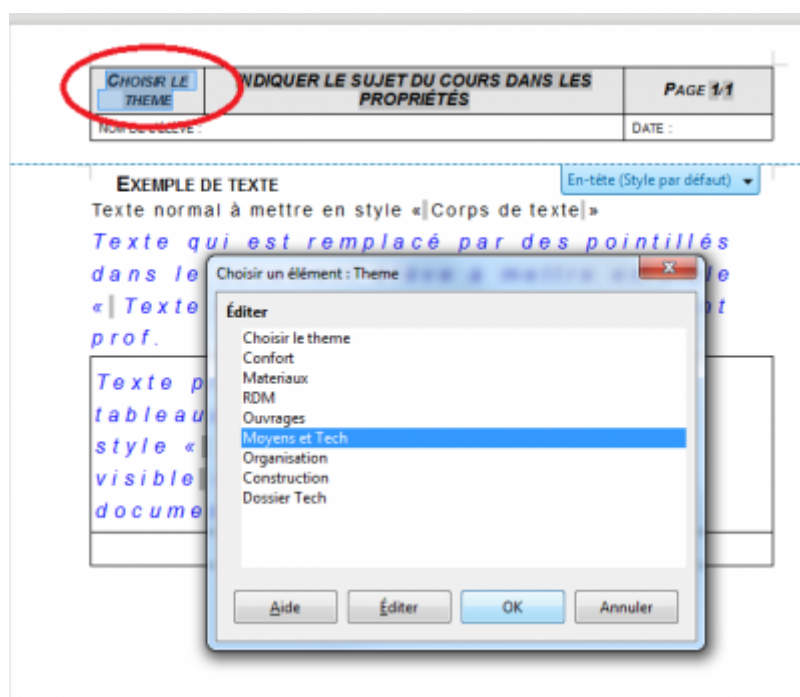 CHOISIR LE THEME
INDIQUER LE SUJET DU COURS DANS LES PROPRIÉTÉS
PAGE 1/1
NOM DE L'ÉLÈVE :
DATE :
En-tête (Style par défaut)
EXEMPLE DE TEXTE
Texte normal à mettre en style « Corps de texte »
Texte qui est remplacé par des pointillés
dans le
« Texte
prof.
Choisir un élément : Theme
Éditer
Choisir le theme
Confort
Materiaux
RDM
Ouvrages
Moyens et Tech
Organisation
Construction
Dossier Tech
Texte
tableau
style «
visible
docume
Aide
Éditer
OK
Annuler